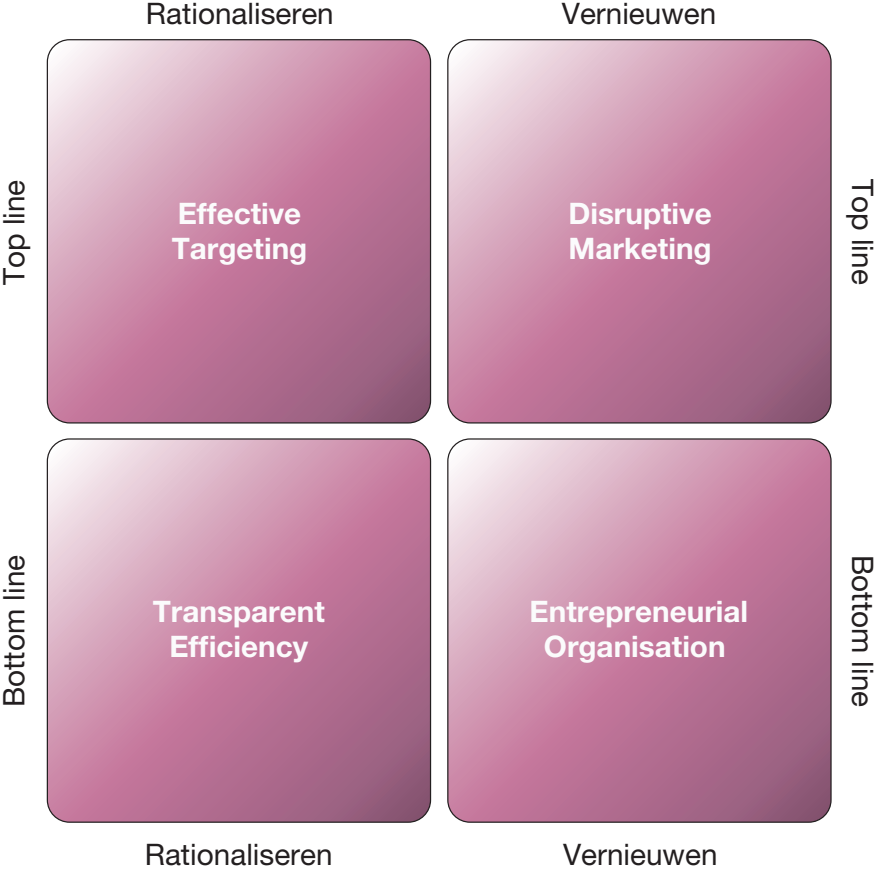 Rationaliseren
Vernieuwen
Top line
Effective
Targeting
Disruptive
Marketing
Top line
Bottom line
Transparent
Efficiency
Entrepreneurial
Organisation
Bottom line
Rationaliseren
Vernieuwen